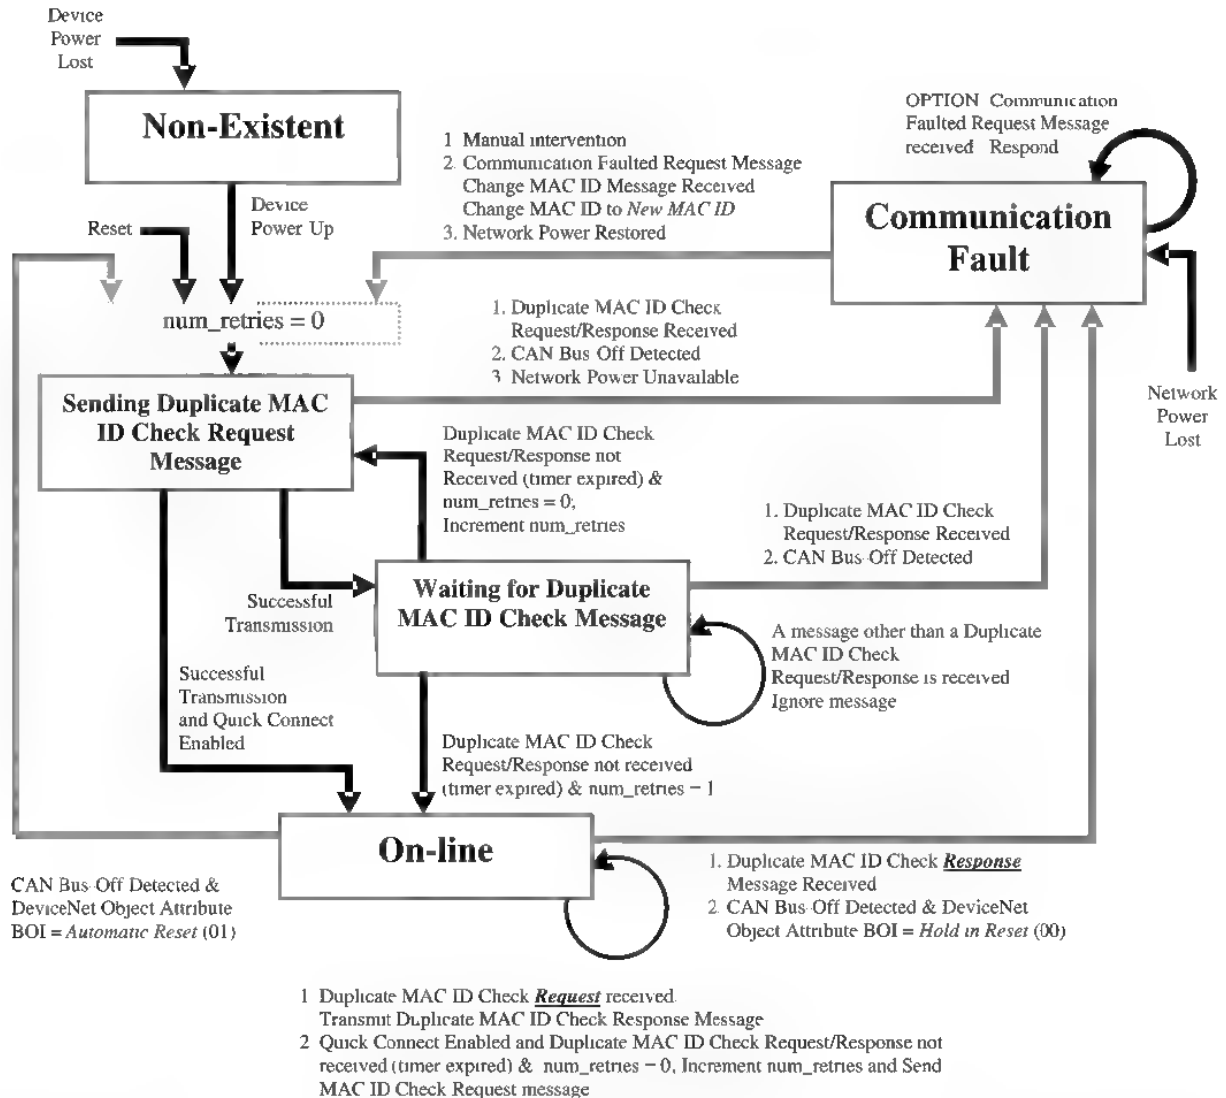 Device
Power
Lost
Non-Existent
Device
Power Up
Reset
num_retries = 0
1 Manual intervention
2. Communication Faulted Request Message
Change MAC ID Message Received
Change MAC ID to New MAC ID
3. Network Power Restored
OPTION Communication
Faulted Request Message
received Respond
Communication
Fault
1. Duplicate MAC ID Check
Request/Response Received
2. CAN Bus Off Detected
3 Network Power Unavailable
Network
Power
Lost
Sending Duplicate MAC
ID Check Request
Message
Duplicate MAC ID Check
Request/Response not
Received (timer expired) &
num_retries = 0,
Increment num_retries
1. Duplicate MAC ID Check
Request/Response Received
2. CAN Bus-Off Detected
Successful
Transmission
Waiting for Duplicate
MAC ID Check Message
A message other than a Duplicate
MAC ID Check
Request/Response is received
Ignore message
Successful
Transmission
and Quick Connect
Enabled
Duplicate MAC ID Check
Request/Response not received
(timer expired) & num_retries = 1
On-line
CAN Bus-Off Detected &
DeviceNet Object Attribute
BOI = Automatic Reset (01)
1. Duplicate MAC ID Check Response
Message Received
2 CAN Bus-Off Detected & DeviceNet
Object Attribute BOI = Hold in Reset (00)
1 Duplicate MAC ID Check Request received.
Transmit Duplicate MAC ID Check Response Message
2 Quick Connect Enabled and Duplicate MAC ID Check Request/Response not
received (timer expired) & num_retries = 0, Increment num_retries and Send
MAC ID Check Request message